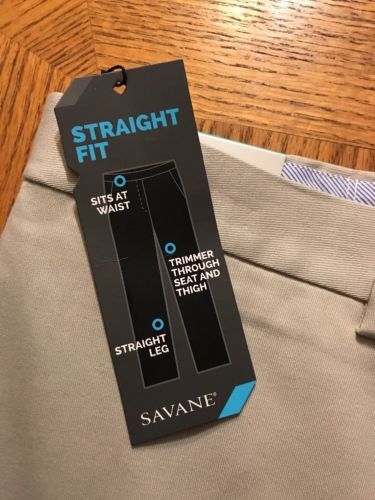 STRAIGHT
FIT
SITS AT
WAIST
TRIMMER
THROUGH
SEAT AND
THIGH
STRAIGHT
LEG
SAVANE®